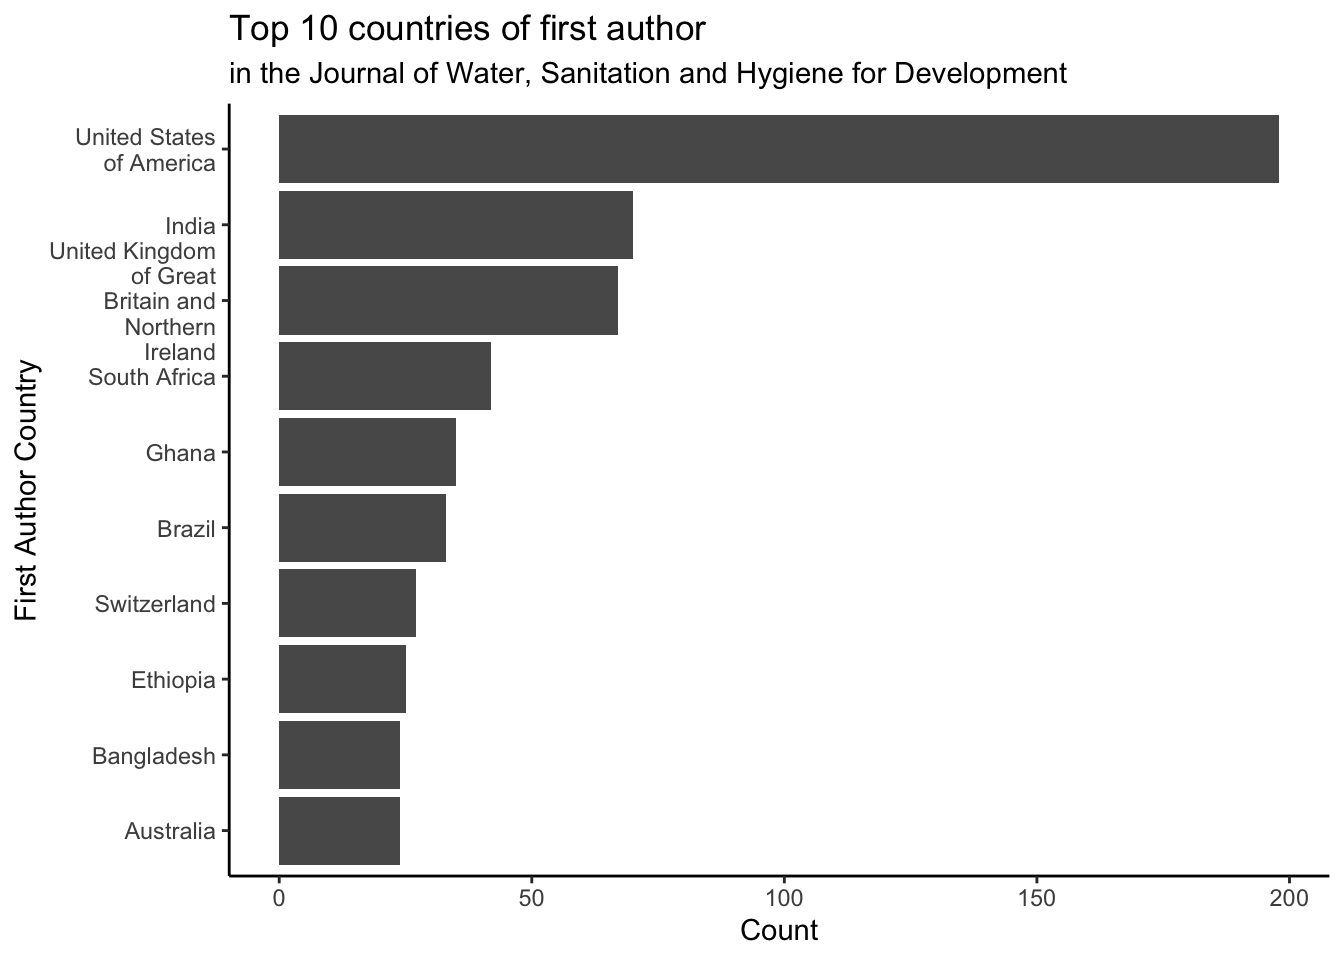 Top 10 countries of first author
in the Journal of Water, Sanitation and Hygiene for Development
First Author Country
United States
of America
India
United Kingdom
of Great
Britain and
Northern
Ireland
South Africa
Ghana
Brazil
Switzerland
Ethiopia
Bangladesh
Australia
0 50 100 150 200
Count